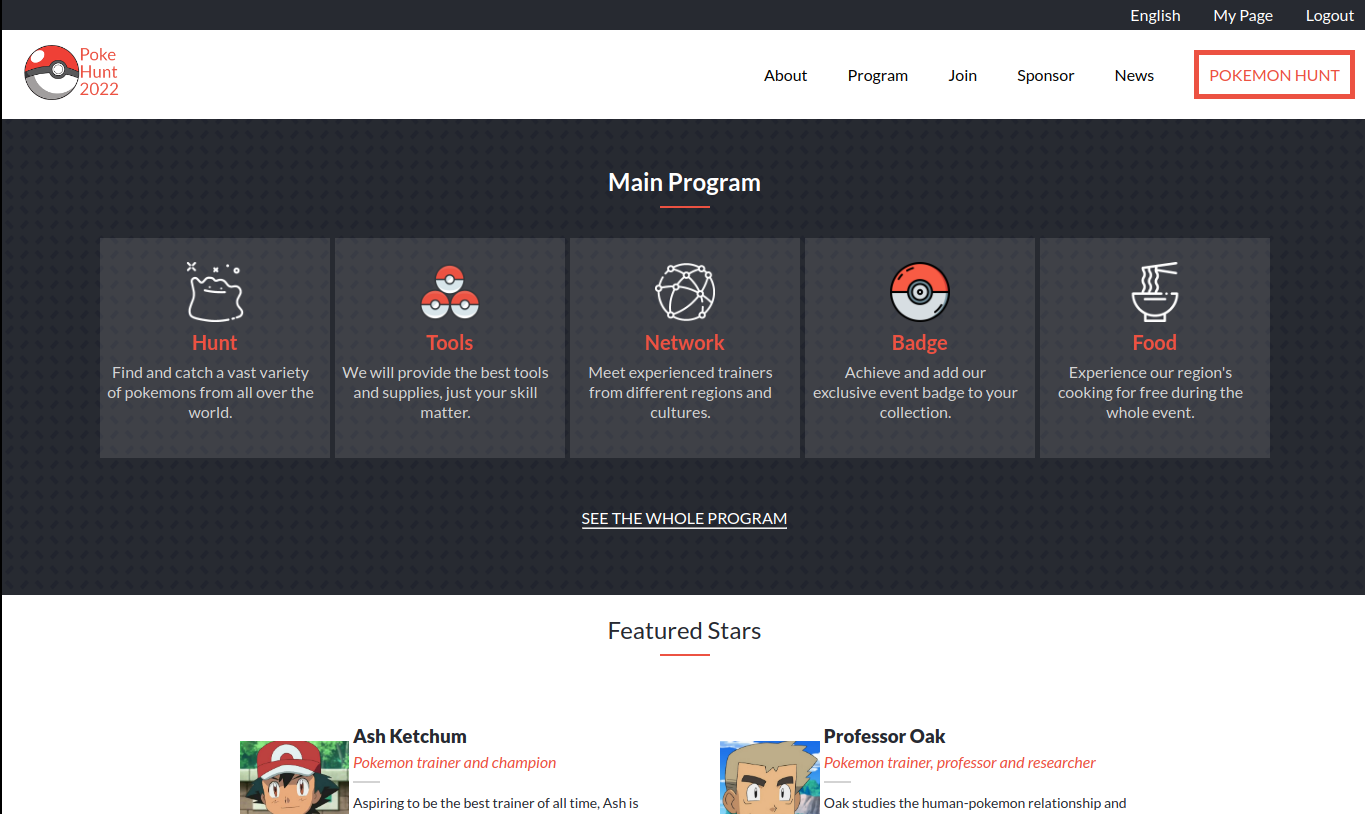 English My Page Logout
Poke
Hunt
2022
About Program Join Sponsor News POKEMON HUNT
Main Program
Hunt
Find and catch a vast variety
of pokemons from all over the
world.
Tools
We will provide the best tools
and supplies, just your skill
matter.
Network
Meet experienced trainers
from different regions and
cultures.
Badge
Achieve and add our
exclusive event badge to your
collection.
Food
Experience our region's
cooking for free during the
whole event.
SEE THE WHOLE PROGRAM
Featured Stars
Ash Ketchum
Pokemon trainer and champion
Aspiring to be the best trainer of all time, Ash is
Professor Oak
Pokemon trainer, professor and researcher
Oak studies the human-pokemon relationship and